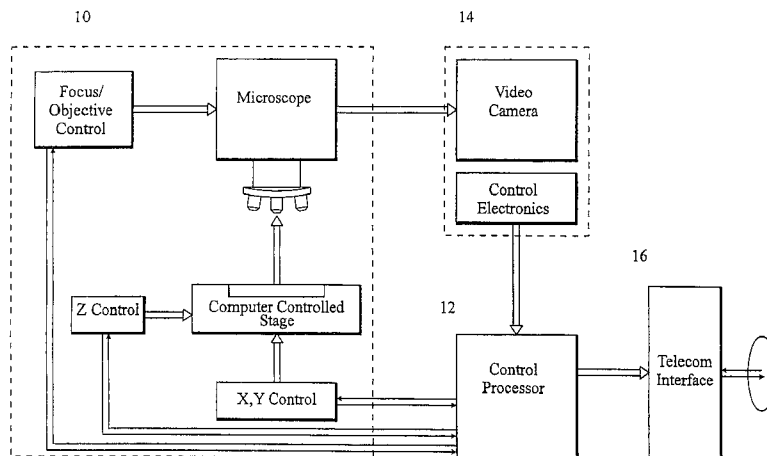 10
14
Focus/
Objective
Control
Microscope
Video
Camera
Control
Electronics
16
Z Control
Computer Controlled
Stage
12
Control
Processor
Telecom
Interface
X,Y Control